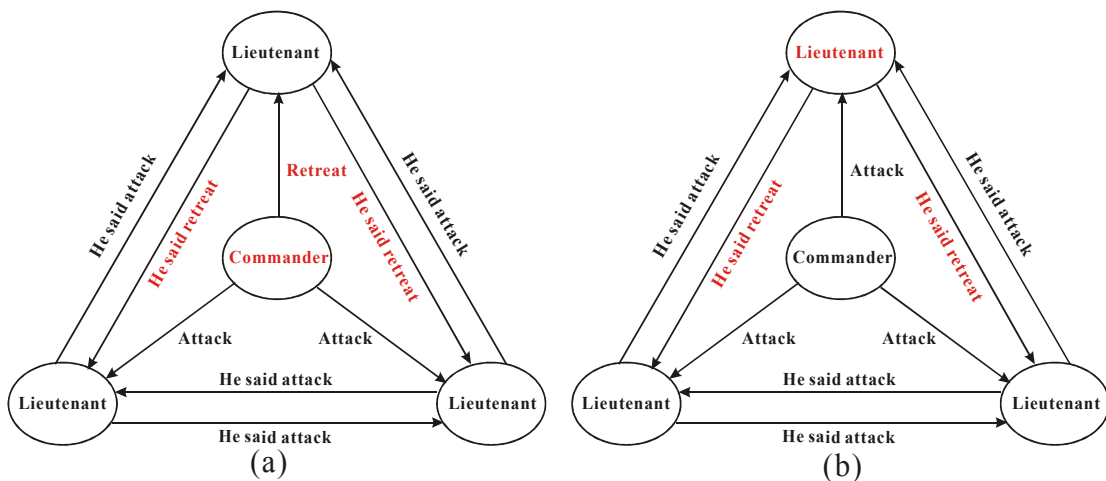 Lieutenant
He said attack
He said retreat
Retreat
He said retreat
He said attack
Commander
Attack
Attack
He said attack
Lieutenant
Lieutenant
He said attack
(a)
Lieutenant
He said attack
He said retreat
Attack
He said retreat
He said attack
Commander
Attack
Attack
He said attack
Lieutenant
Lieutenant
He said attack
(b)